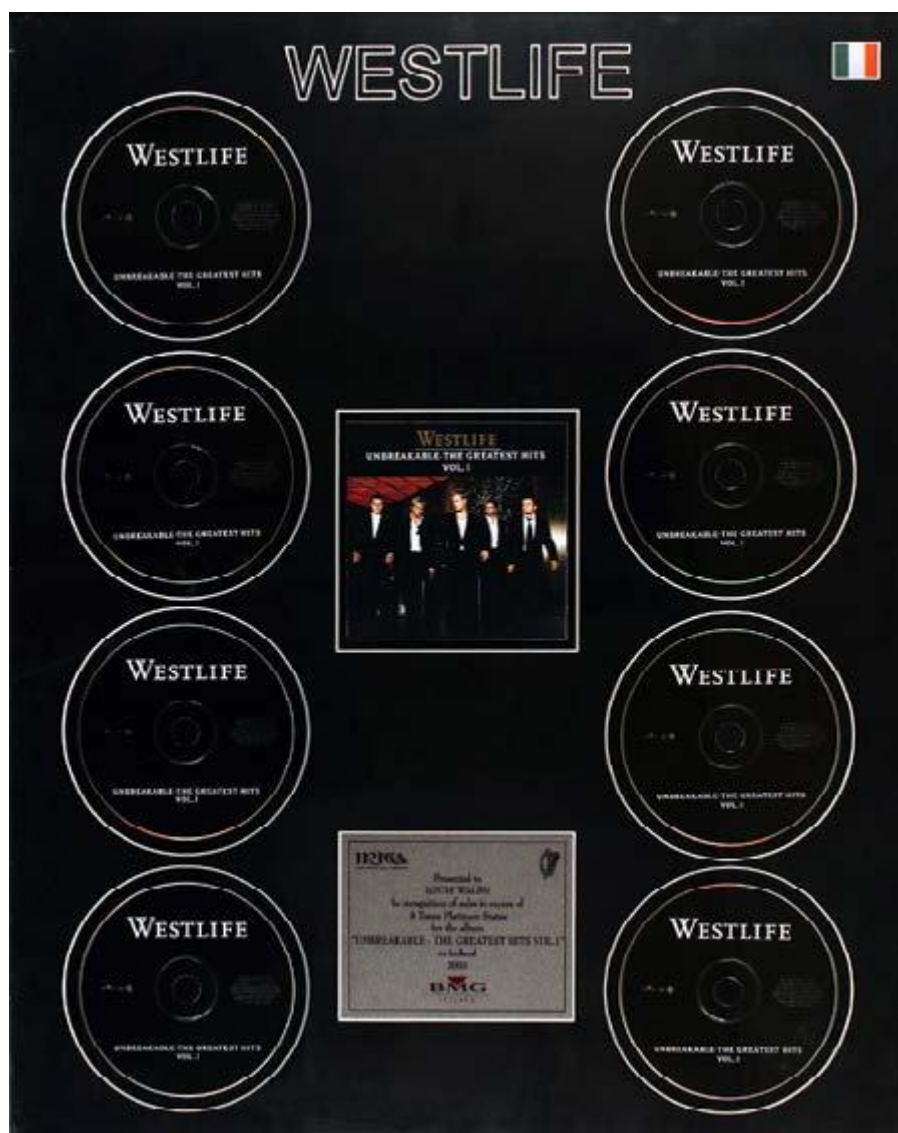 WESTLIFE
WESTLIFE
UNBREAKABLE-THE GREATEST HITS
VOL.1
WESTLIFE
UNBREAKABLE-THE GREATEST HITS
VOL.1
WESTLIFE
UNBREAKABLE-THE GREATEST HITS
VOL.1
WESTLIFE
UNBREAKABLE-THE GREATEST HITS
VOL.1
WESTLIFE
UNBREAKABLE-THE GREATEST HITS
VOL.1
WESTLIFE
UNBREAKABLE-THE GREATEST HITS
VOL.1
WESTLIFE
UNBREAKABLE-THE GREATEST HITS
VOL.1
IRMA
Presented to
LOUIS WALSH
In recognition of sales in excess of
8 Times Platinum Status
for the album
"UNBREAKABLE - THE GREATEST HITS VOL.1"
in Ireland
BMG
IRELAND
WESTLIFE
UNBREAKABLE-THE GREATEST HITS
VOL.1
WESTLIFE
UNBREAKABLE-THE GREATEST HITS
VOL.1